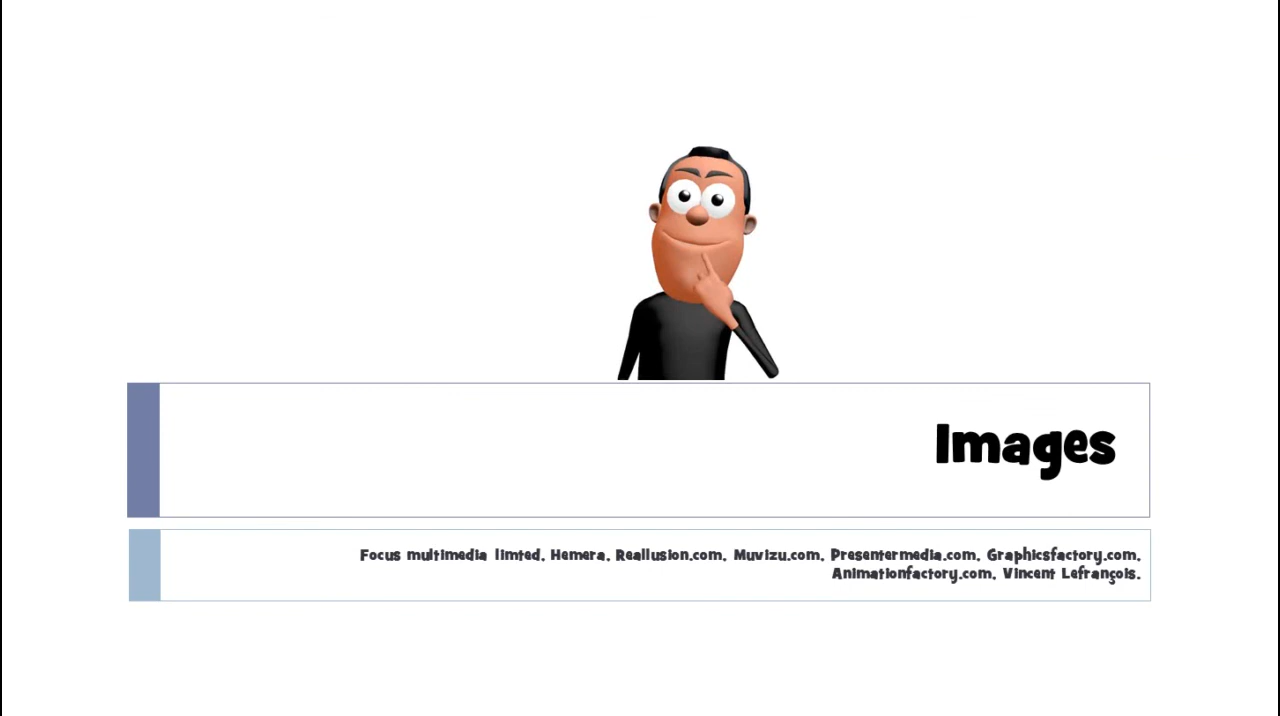 Images
Focus multimedia limted, Hemera, Reallusion.com, Muvizu.com, Presentermedia.com, Graphicsfactory.com,
Animationfactory.com, Vincent Lefrançois.